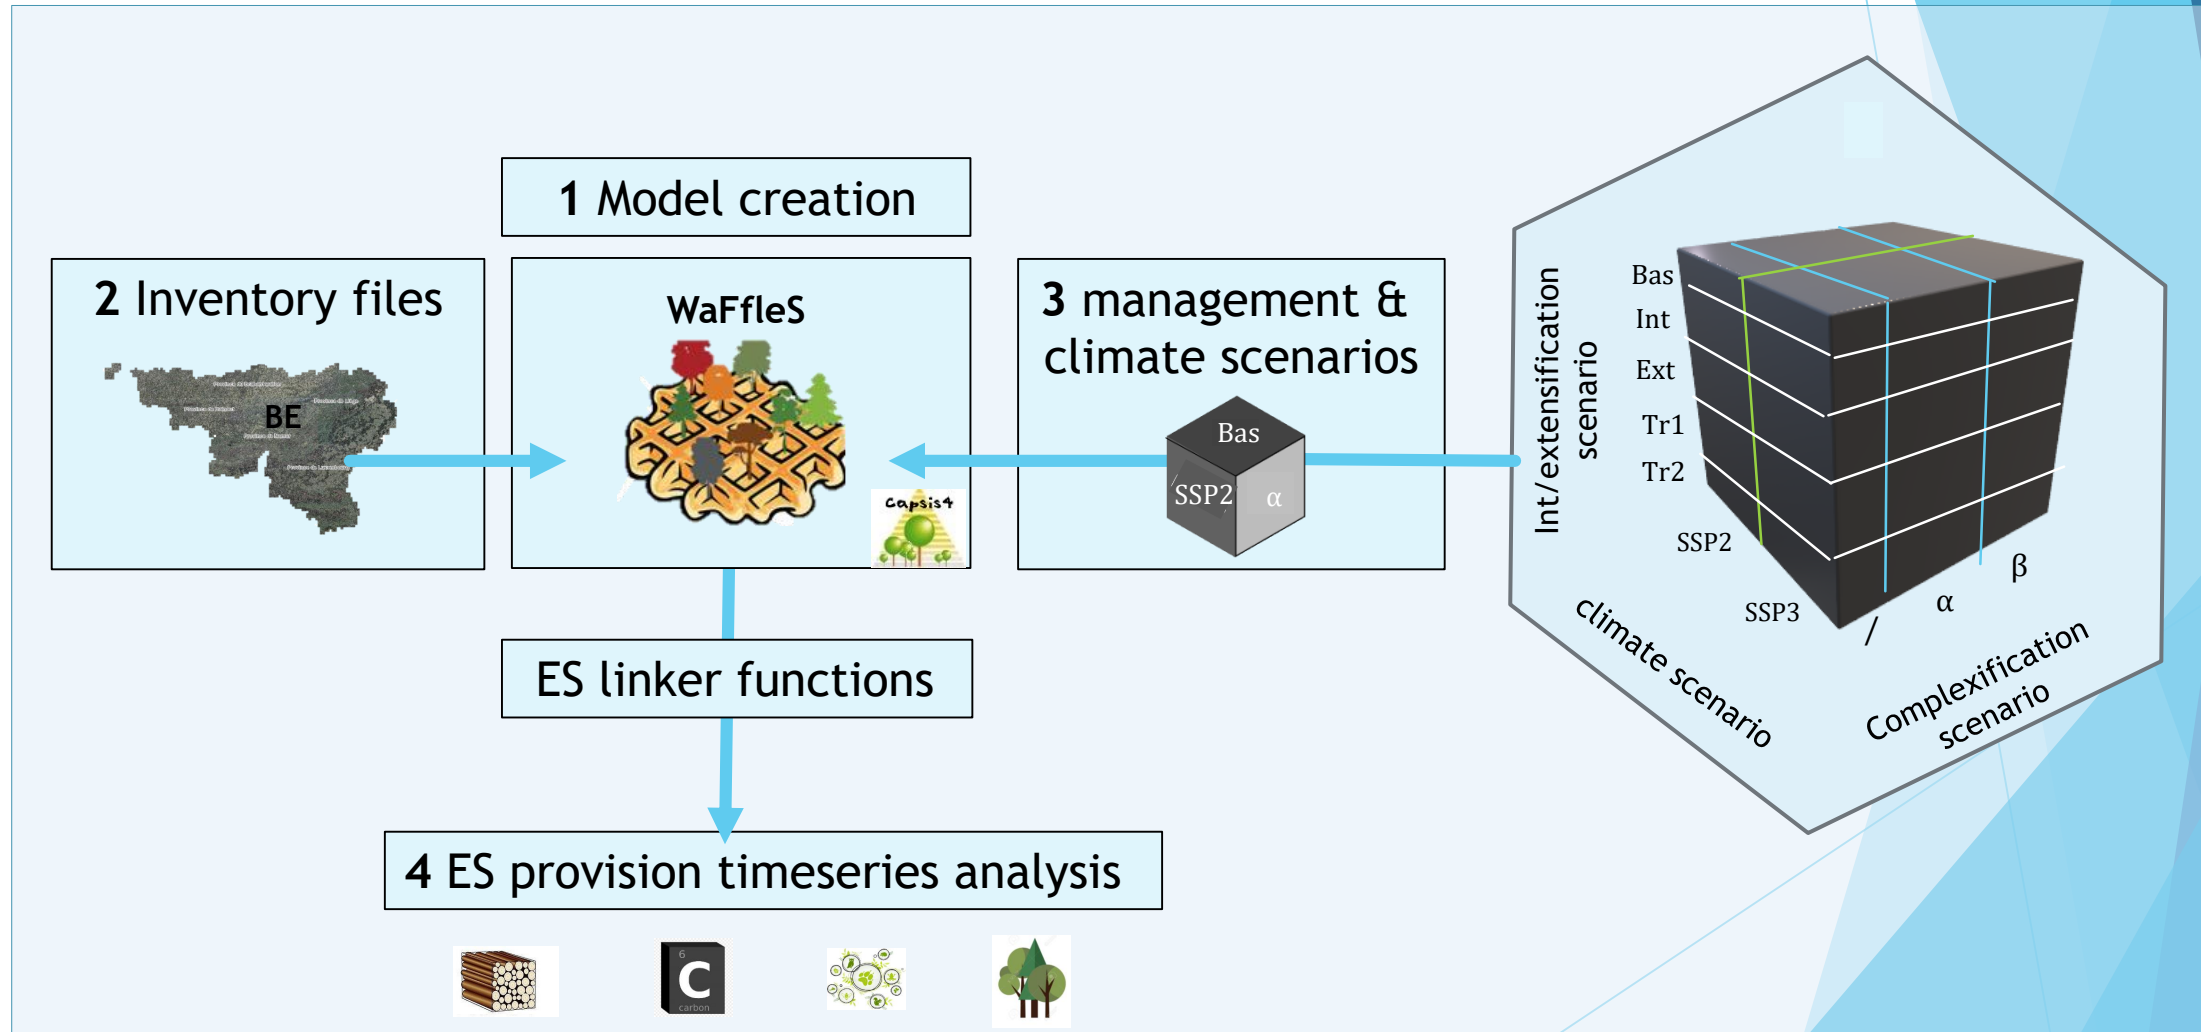 1 Model creation
2 Inventory files
BE
WaFfleS
Capsis4
3 management &
climate scenarios
Bas
SSP2
/
α
Int/extensification
scenario
Bas
Int
Ext
Tr1
Tr2
SSP2
SSP3
/
α
β
climate scenario
Complexification
scenario
ES linker functions
4 ES provision timeseries analysis
6
C
carbon